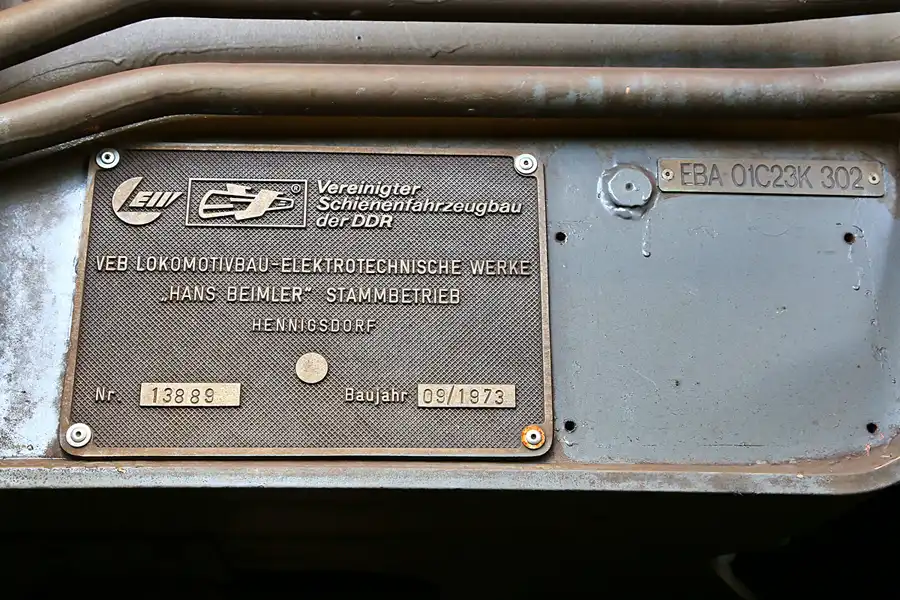 LEW
® Vereinigter
Schienenfahrzeugbau
der DDR
VEB LOKOMOTIVBAU-ELEKTROTECHNISCHE WERKE
„HANS BEIMLER" STAMMBETRIEB
HENNIGSDORF
Nr. 13889 Baujahr 09/1973
EBA 01C23K 302